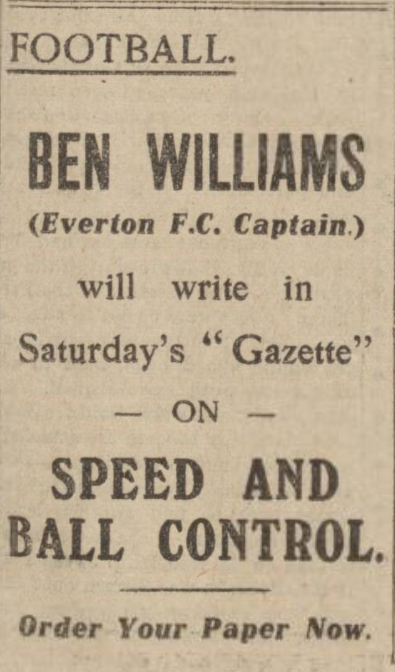 FOOTBALL.
BEN WILLIAMS
(Everton F.C. Captain.)
will write in
Saturday's "Gazette"
— ON —
SPEED AND
BALL CONTROL.
Order Your Paper Now.